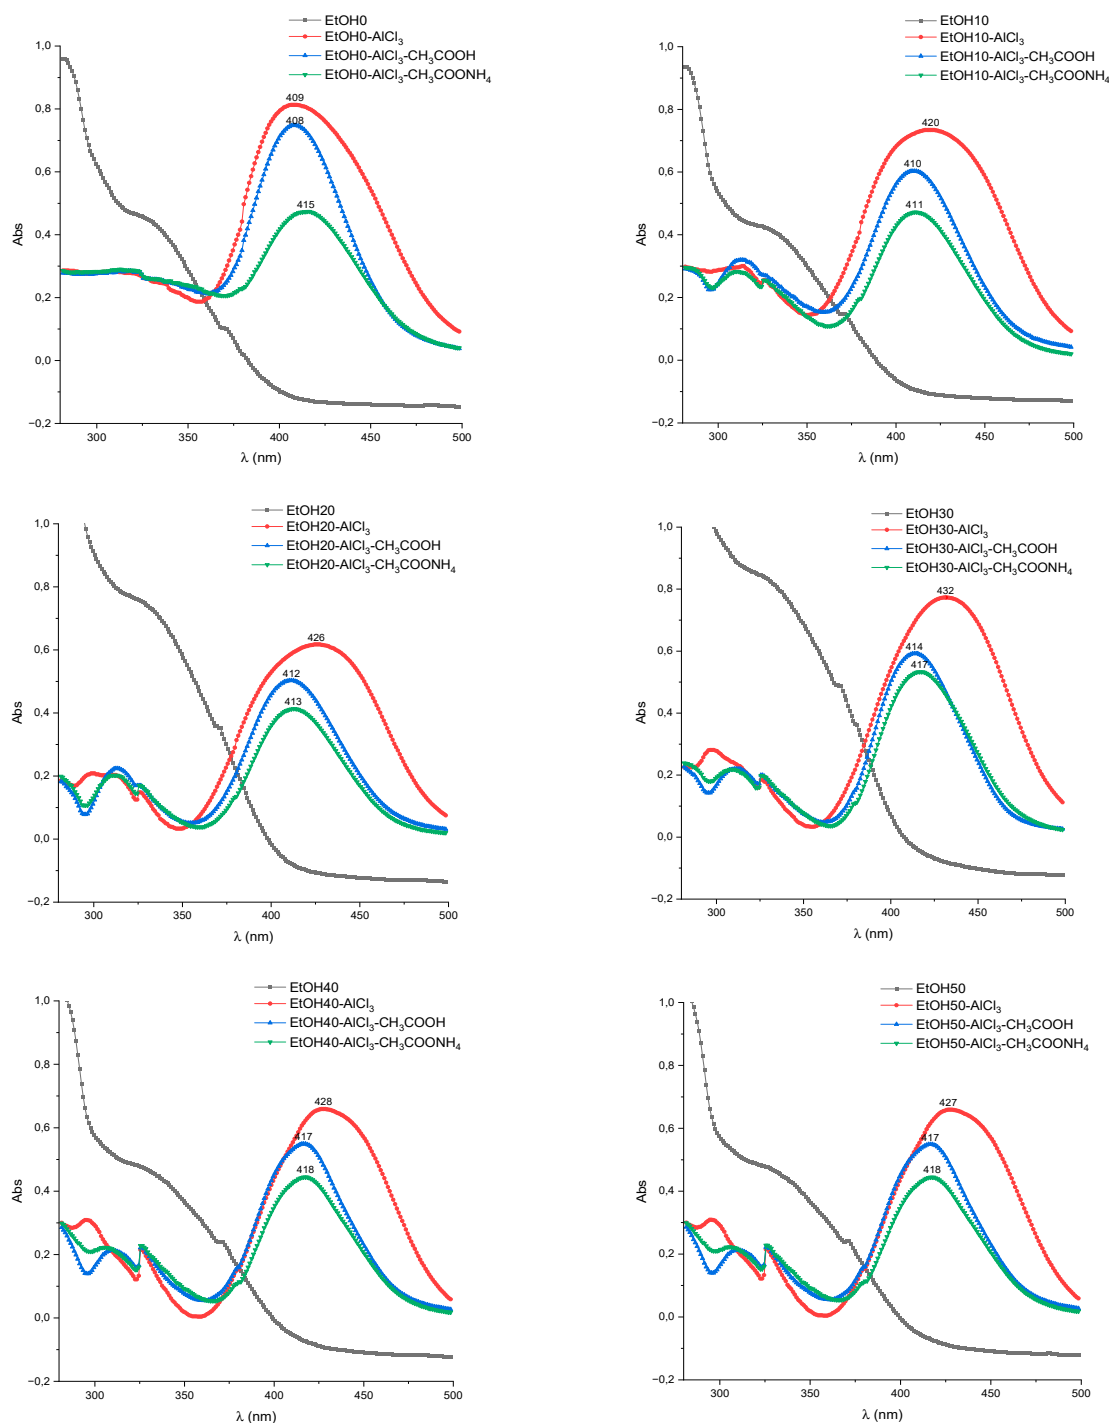 EtOH0
EtOH0-AlCl₃
EtOH0-AlCl₃-CH₃COOH
EtOH0-AlCl₃-CH₃COONH₄
1,0
0,8
0,6
0,4
0,2
0,0
−0,2
Abs
409
408
415
300
350
400
450
500
λ (nm)
EtOH10
EtOH10-AlCl₃
EtOH10-AlCl₃-CH₃COOH
EtOH10-AlCl₃-CH₃COONH₄
1,0
0,8
0,6
0,4
0,2
0,0
−0,2
Abs
420
410
411
300
350
400
450
500
λ (nm)
EtOH20
EtOH20-AlCl₃
EtOH20-AlCl₃-CH₃COOH
EtOH20-AlCl₃-CH₃COONH₄
1,0
0,8
0,6
0,4
0,2
0,0
−0,2
Abs
426
412
413
300
350
400
450
500
λ (nm)
EtOH30
EtOH30-AlCl₃
EtOH30-AlCl₃-CH₃COOH
EtOH30-AlCl₃-CH₃COONH₄
1,0
0,8
0,6
0,4
0,2
0,0
−0,2
Abs
432
414
417
300
350
400
450
500
λ (nm)
EtOH40
EtOH40-AlCl₃
EtOH40-AlCl₃-CH₃COOH
EtOH40-AlCl₃-CH₃COONH₄
1,0
0,8
0,6
0,4
0,2
0,0
−0,2
Abs
428
417
418
300
350
400
450
500
λ (nm)
EtOH50
EtOH50-AlCl₃
EtOH50-AlCl₃-CH₃COOH
EtOH50-AlCl₃-CH₃COONH₄
1,0
0,8
0,6
0,4
0,2
0,0
−0,2
Abs
427
417
418
300
350
400
450
500
λ (nm)